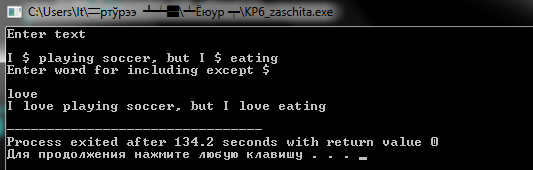 C:\Users\It\
\KP6_zaschita.exe
Enter text
I $ playing soccer, but I $ eating
Enter word for including except $
love
I love playing soccer, but I love eating
--------------------------------
Process exited after 134.2 seconds with return value 0
Для продолжения нажмите любую клавишу . . . _